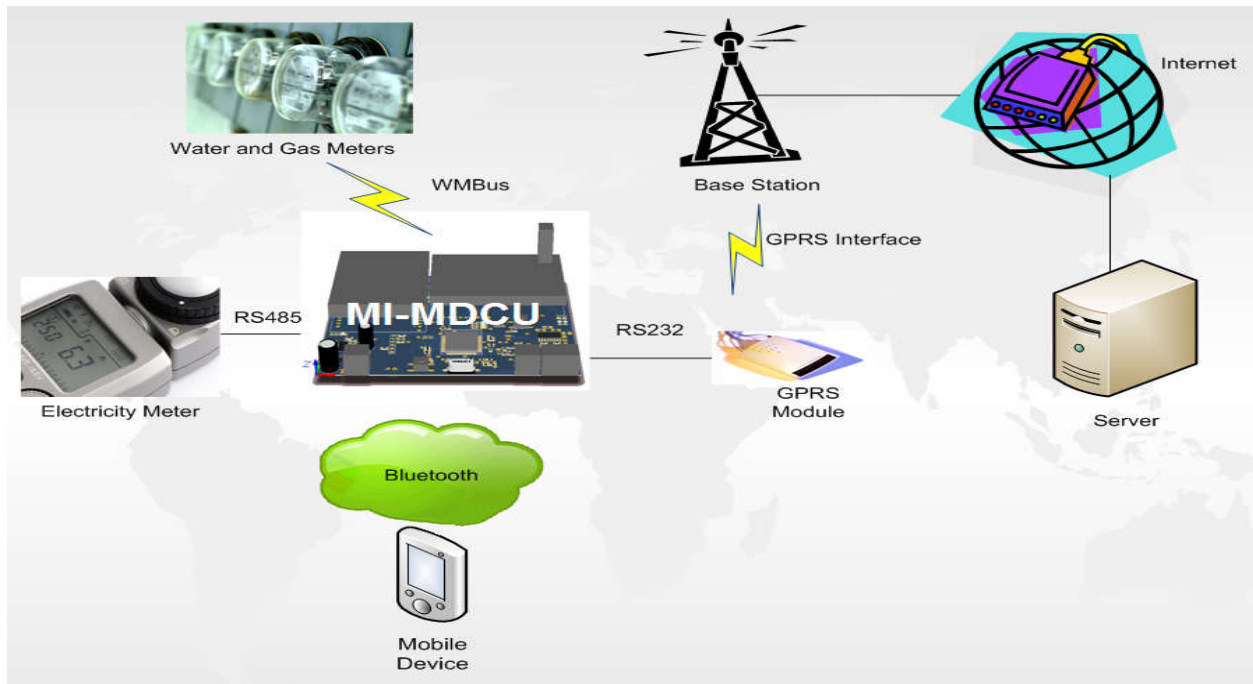 Internet
Water and Gas Meters
WMBus
Base Station
GPRS Interface
MI-MDCU
RS485
RS232
Electricity Meter
GPRS
Module
Server
Bluetooth
Mobile
Device